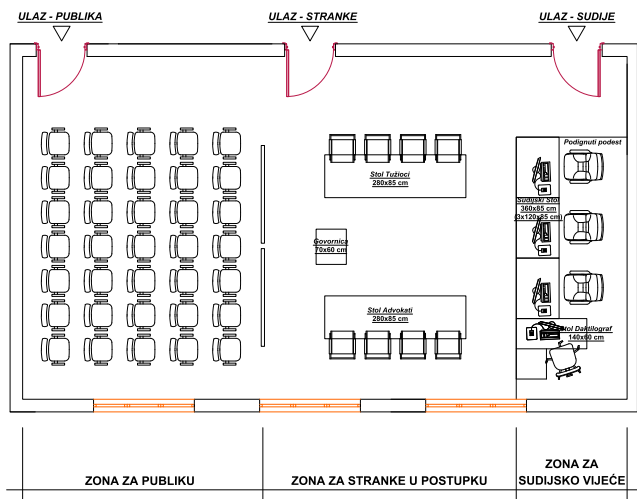 ULAZ - PUBLIKA
ULAZ - STRANKE
ULAZ - SUDIJE
Podignuti podest
Stol Tužioci
280x85 cm
Sudijski Stol
360x85 cm
(3x120x85 cm)
Govornica
70x60 cm
Stol Advokati
280x85 cm
Stol Daktilograf
140x60 cm
ZONA ZA PUBLIKU
ZONA ZA STRANKE U POSTUPKU
ZONA ZA
SUDIJSKO VIJEĆE